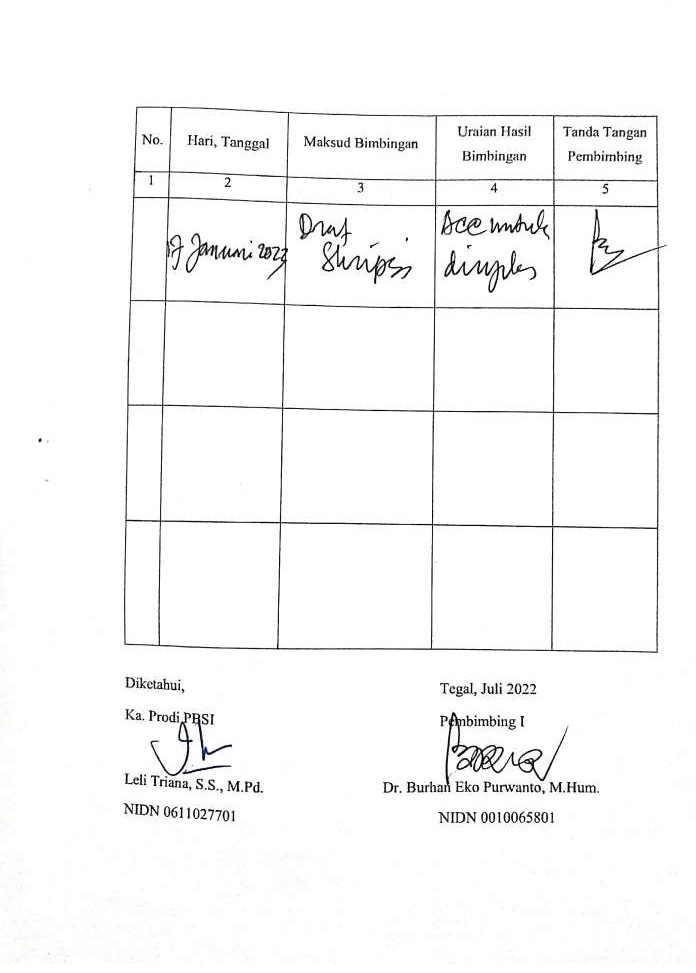 No. Hari, Tanggal Maksud Bimbingan Uraian Hasil Bimbingan Tanda Tangan Pembimbing
1 2 3 4 5
17 Januari 2023 Draf Skripsi Acc untuk
Diketahui,
Tegal, Juli 2022
Ka. Prodi PBSI
Pembimbing I
Leli Triana, S.S., M.Pd.
Dr. Burhan Eko Purwanto, M.Hum.
NIDN 0611027701
NIDN 0010065801